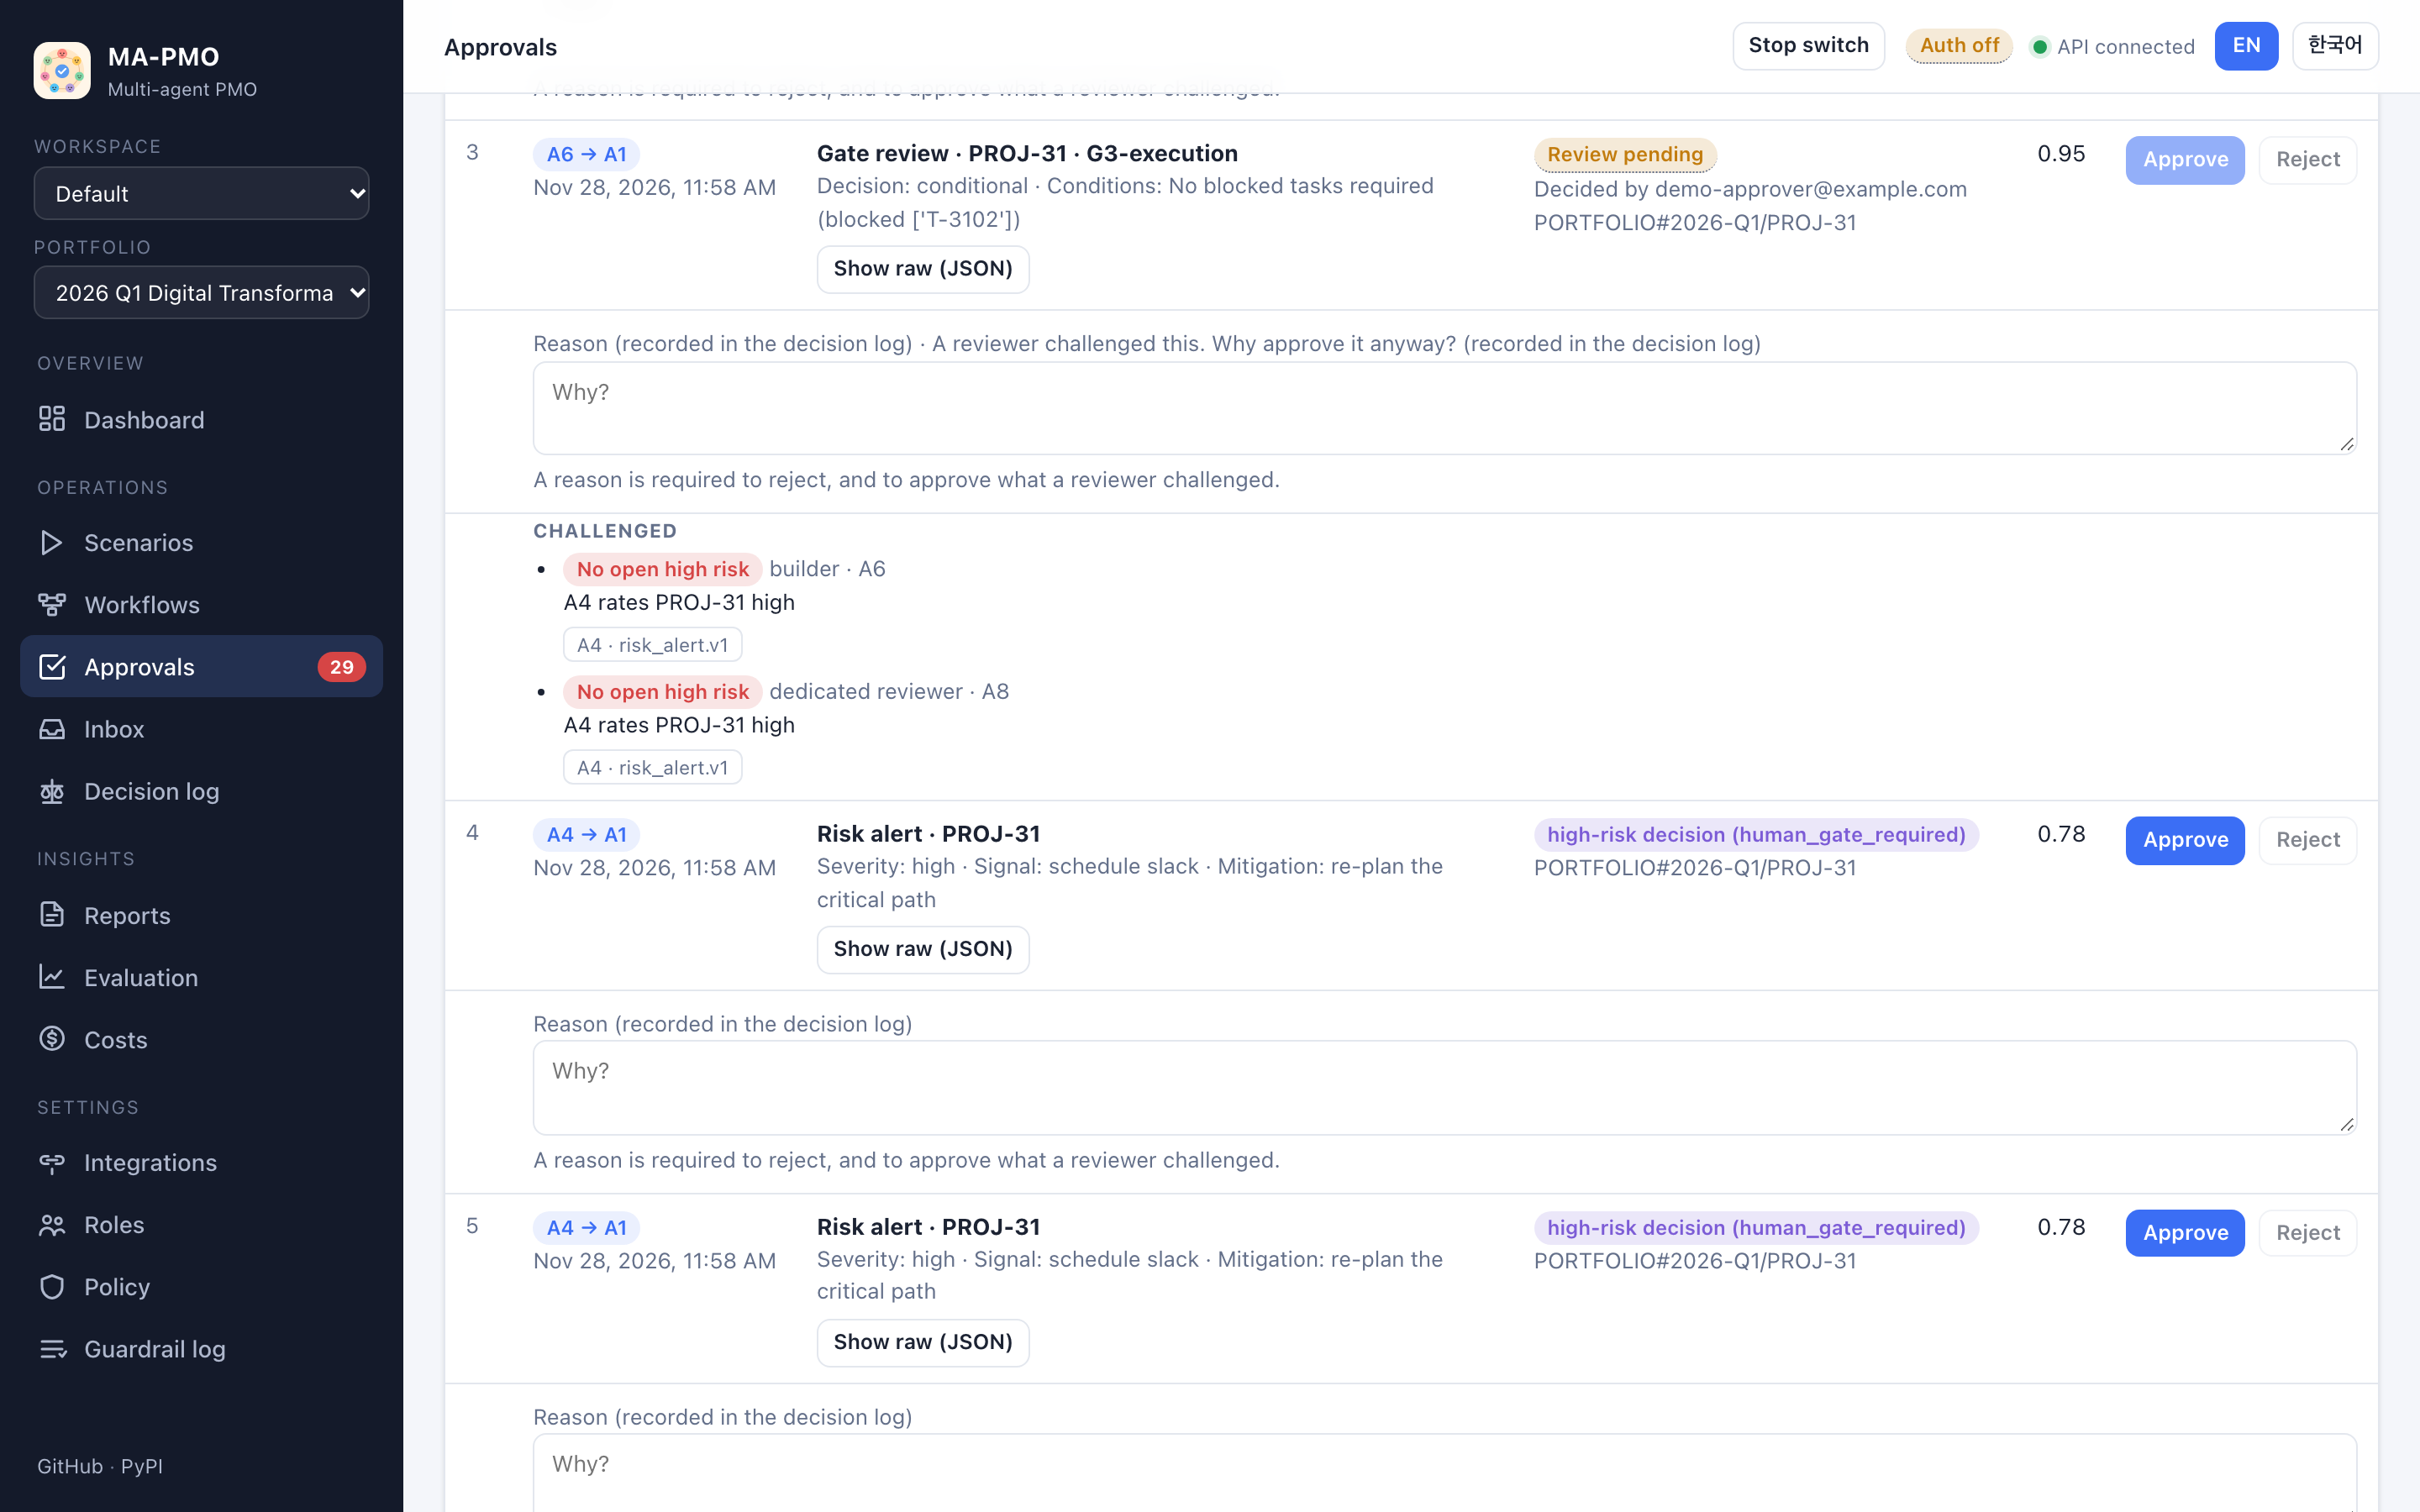 MA-PMO
Multi-agent PMO
WORKSPACE
Default
PORTFOLIO
2026 Q1 Digital Transforma
OVERVIEW
Dashboard
OPERATIONS
Scenarios
Workflows
Approvals 29
Inbox
Decision log
INSIGHTS
Reports
Evaluation
Costs
SETTINGS
Integrations
Roles
Policy
Guardrail log
GitHub · PyPI
Approvals
Stop switch
Auth off
API connected
EN
한국어
A reason is required to reject, and to approve what a reviewer challenged.
3
A6 → A1
Nov 28, 2026, 11:58 AM
Gate review · PROJ-31 · G3-execution
Decision: conditional · Conditions: No blocked tasks required
(blocked ['T-3102'])
Show raw (JSON)
Review pending
Decided by demo-approver@example.com
PORTFOLIO#2026-Q1/PROJ-31
0.95
Approve
Reject
Reason (recorded in the decision log) · A reviewer challenged this. Why approve it anyway? (recorded in the decision log)
Why?
A reason is required to reject, and to approve what a reviewer challenged.
CHALLENGED
No open high risk builder · A6
A4 rates PROJ-31 high
A4 · risk_alert.v1
No open high risk dedicated reviewer · A8
A4 rates PROJ-31 high
A4 · risk_alert.v1
4
A4 → A1
Nov 28, 2026, 11:58 AM
Risk alert · PROJ-31
Severity: high · Signal: schedule slack · Mitigation: re-plan the
critical path
Show raw (JSON)
high-risk decision (human_gate_required)
PORTFOLIO#2026-Q1/PROJ-31
0.78
Approve
Reject
Reason (recorded in the decision log)
Why?
A reason is required to reject, and to approve what a reviewer challenged.
5
A4 → A1
Nov 28, 2026, 11:58 AM
Risk alert · PROJ-31
Severity: high · Signal: schedule slack · Mitigation: re-plan the
critical path
Show raw (JSON)
high-risk decision (human_gate_required)
PORTFOLIO#2026-Q1/PROJ-31
0.78
Approve
Reject
Reason (recorded in the decision log)
Why?